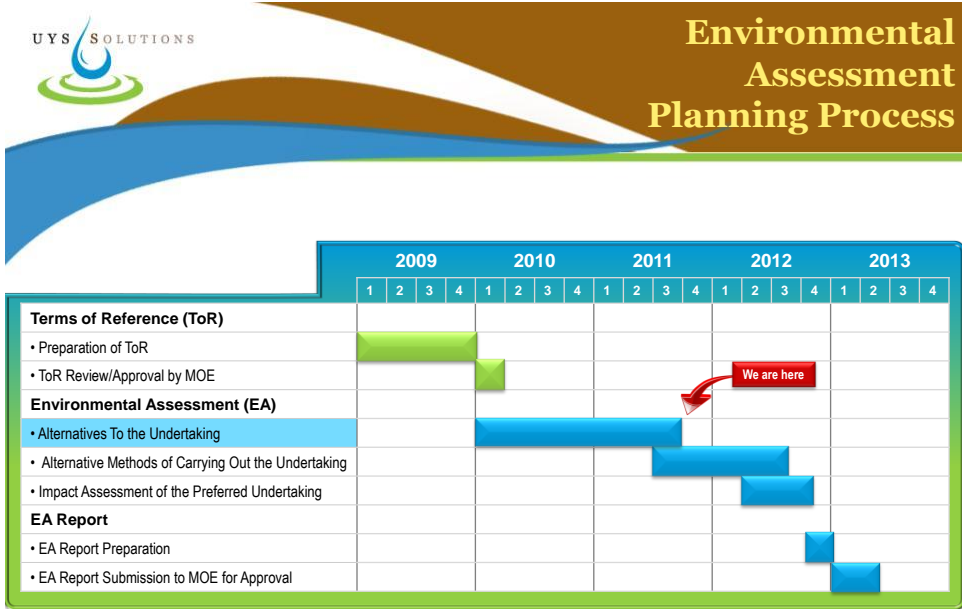 UYS SOLUTIONS
Environmental
Assessment
Planning Process
2009 2010 2011 2012 2013
1 2 3 4 1 2 3 4 1 2 3 4 1 2 3 4 1 2 3 4
Terms of Reference (ToR)
• Preparation of ToR
• ToR Review/Approval by MOE
We are here
Environmental Assessment (EA)
• Alternatives To the Undertaking
• Alternative Methods of Carrying Out the Undertaking
• Impact Assessment of the Preferred Undertaking
EA Report
• EA Report Preparation
• EA Report Submission to MOE for Approval